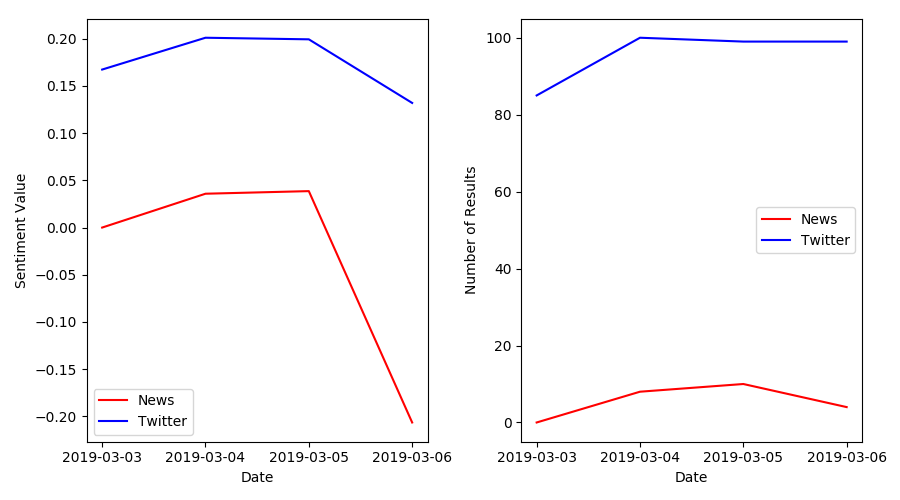 0.20
0.15
0.10
0.05
0.00
−0.05
−0.10
−0.15
−0.20
Sentiment Value
News
Twitter
2019-03-03 2019-03-04 2019-03-05 2019-03-06
Date
100
80
60
40
20
0
Number of Results
News
Twitter
2019-03-03 2019-03-04 2019-03-05 2019-03-06
Date